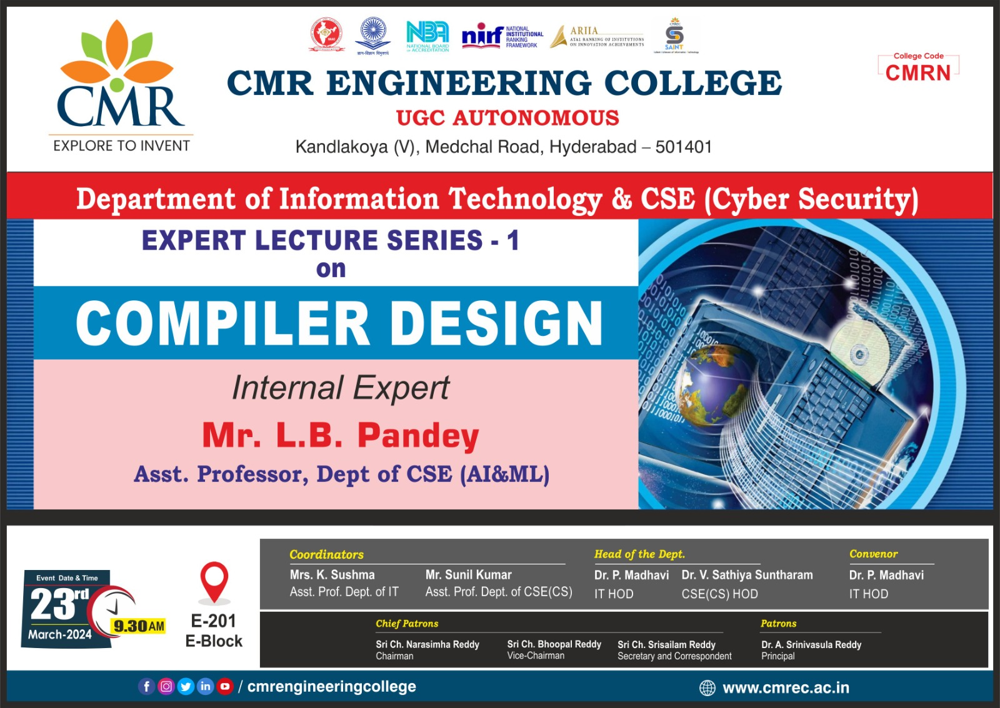 NBA
NATIONAL BOARD
of ACCREDITATION
nirf
NATIONAL
INSTITUTIONAL
RANKING
FRAMEWORK
ARIIA
ATAL RANKING OF INSTITUTIONS
ON INNOVATION ACHIEVEMENTS
CMREC
SAINT
CMR
EXPLORE TO INVENT
College Code
CMRN
CMR ENGINEERING COLLEGE
UGC AUTONOMOUS
Kandlakoya (V), Medchal Road, Hyderabad – 501401
Department of Information Technology & CSE (Cyber Security)
EXPERT LECTURE SERIES - 1
on
COMPILER DESIGN
Internal Expert
Mr. L.B. Pandey
Asst. Professor, Dept of CSE (AI&ML)
Event Date & Time
23rd
March-2024
9.30 AM
E-201
E-Block
Coordinators
Mrs. K. Sushma
Asst. Prof. Dept. of IT
Mr. Sunil Kumar
Asst. Prof. Dept. of CSE(CS)
Head of the Dept.
Dr. P. Madhavi
IT HOD
Dr. V. Sathiya Suntharam
CSE(CS) HOD
Convenor
Dr. P. Madhavi
IT HOD
Chief Patrons
Sri Ch. Narasimha Reddy
Chairman
Sri Ch. Bhoopal Reddy
Vice-Chairman
Sri Ch. Srisailam Reddy
Secretary and Correspondent
Patrons
Dr. A. Srinivasula Reddy
Principal
/ cmrengineeringcollege
www.cmrec.ac.in